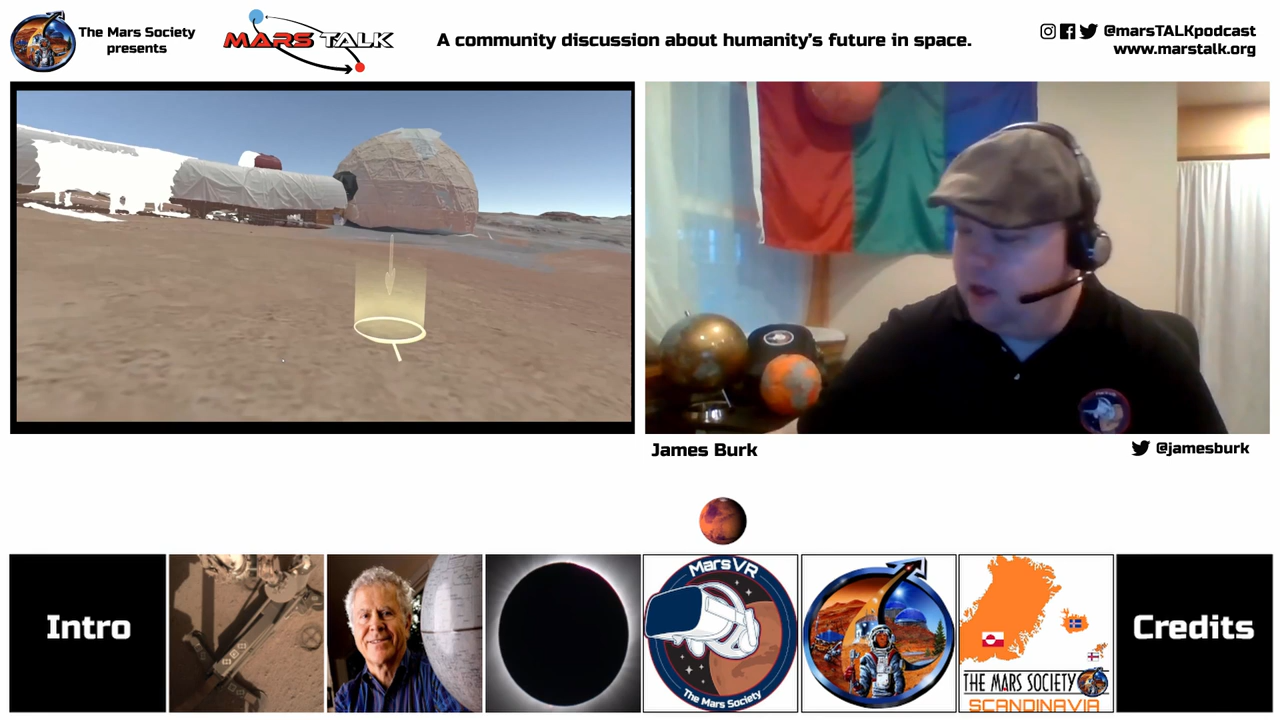 The Mars Society
presents
MARS TALK
A community discussion about humanity's future in space.
@marsTALKpodcast
www.marstalk.org
James Burk
@jamesburk
Intro
MarsVR
The Mars Society
THE MARS SOCIETY
SCANDINAVIA
Credits